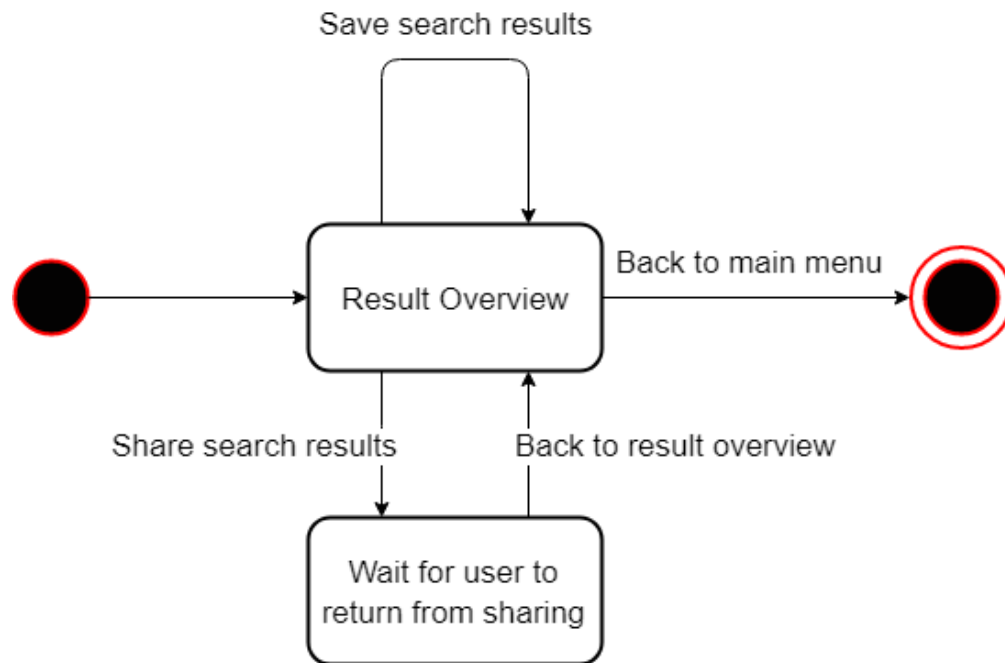 Save search results
Back to main menu
Result Overview
Share search results
Back to result overview
Wait for user to
return from sharing